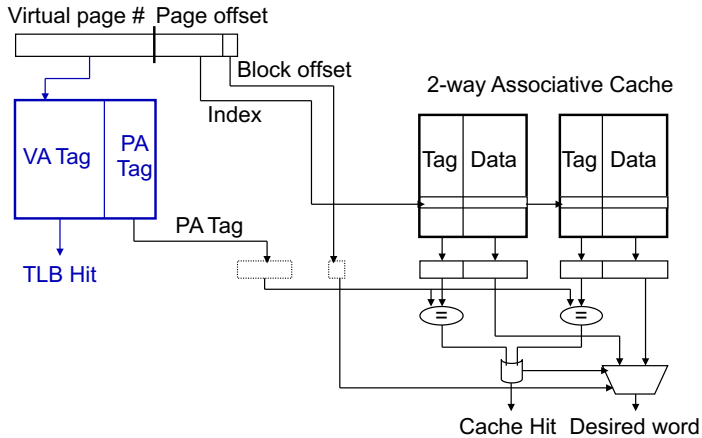 Virtual page # Page offset
Block offset
2-way Associative Cache
Index
VA Tag
PA
Tag
Tag Data
Tag Data
PA Tag
TLB Hit
=
=
Cache Hit Desired word